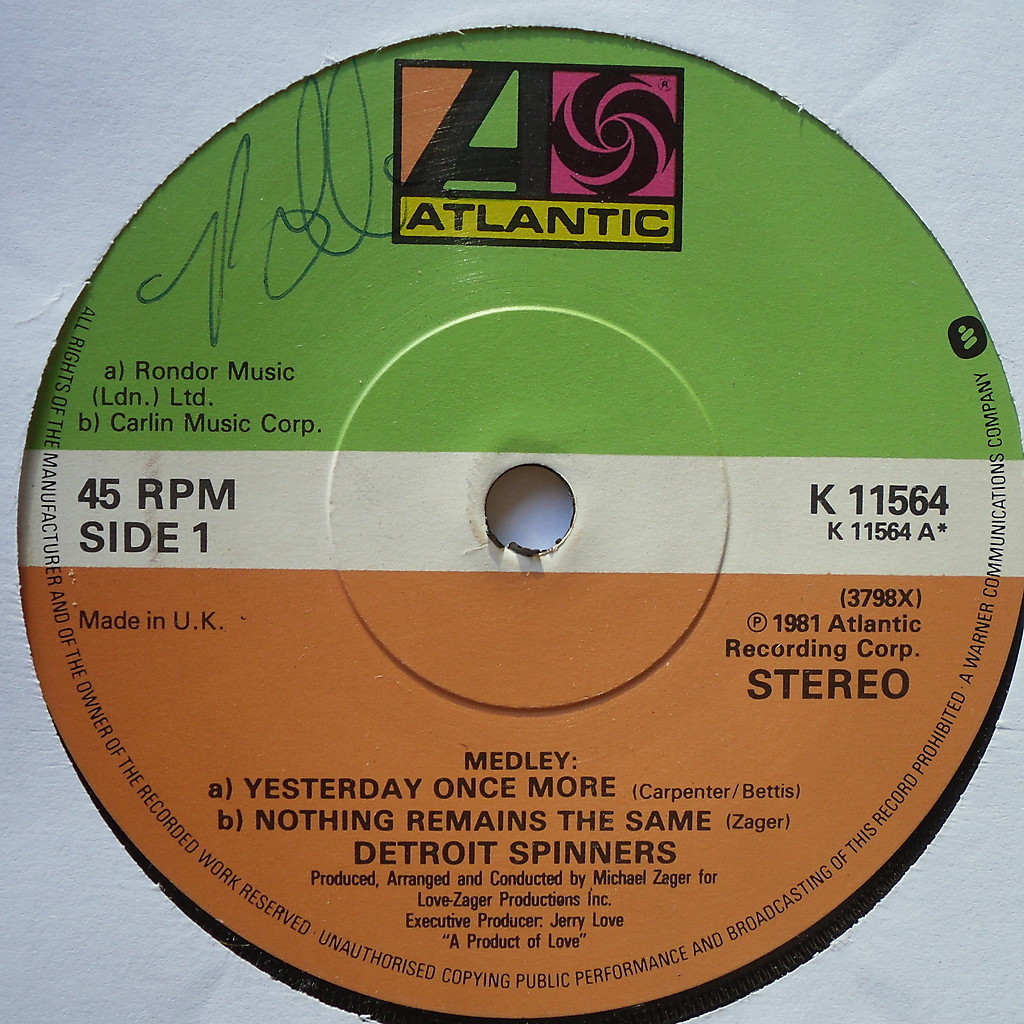 ATLANTIC
®
a) Rondor Music
(Ldn.) Ltd.
b) Carlin Music Corp.
45 RPM
SIDE 1
K 11564
K 11564 A*
Made in U.K.
(3798X)
℗ 1981 Atlantic
Recording Corp.
STEREO
MEDLEY:
a) YESTERDAY ONCE MORE (Carpenter/Bettis)
b) NOTHING REMAINS THE SAME (Zager)
DETROIT SPINNERS
Produced, Arranged and Conducted by Michael Zager for
Love-Zager Productions Inc.
Executive Producer: Jerry Love
"A Product of Love"
ALL RIGHTS OF THE MANUFACTURER AND OF THE OWNER OF THE RECORDED WORK RESERVED · UNAUTHORISED COPYING PUBLIC PERFORMANCE AND BROADCASTING OF THIS RECORD PROHIBITED · A WARNER COMMUNICATIONS COMPANY